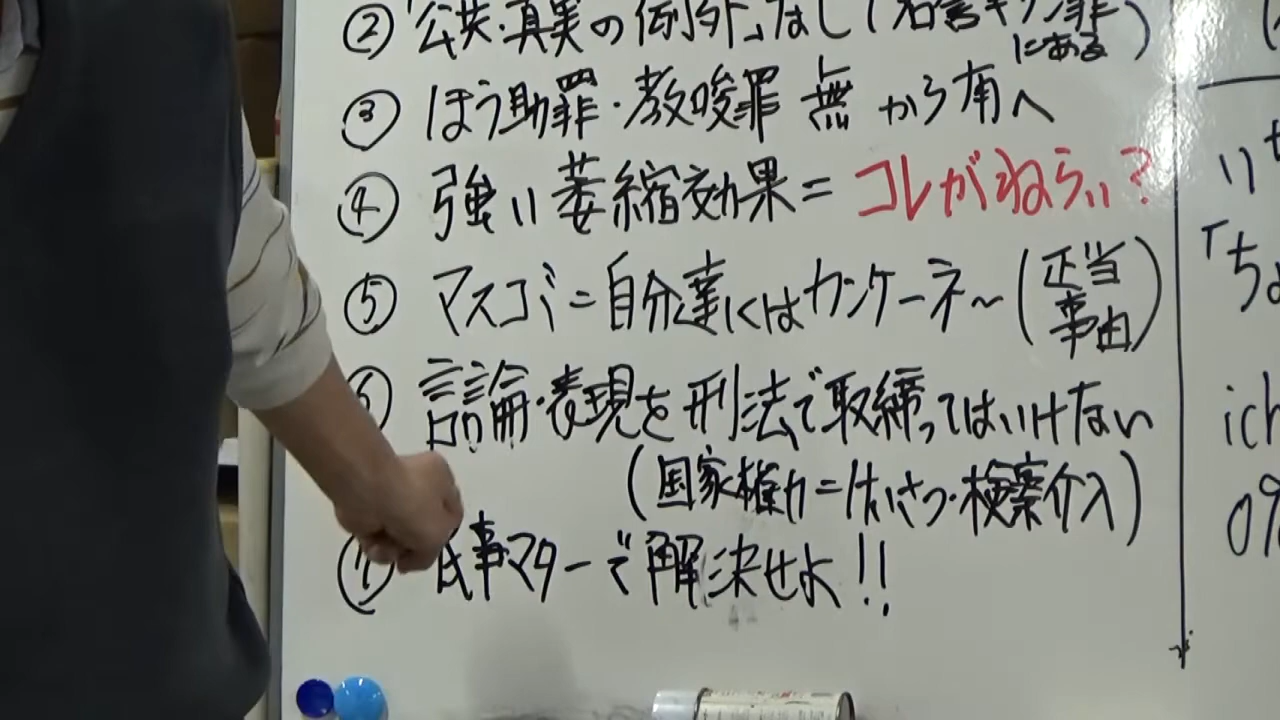 ②「公共・真実の例外」なし(名誉キソン罪にある)
③ ほう助罪・教唆罪 無から有へ
④ 強い萎縮効果=コレがねらい?
⑤ マスコミ=自分達にはカンケーネ〜(正当事由)
⑥ 言論・表現を刑法で取締ってはいけない
(国家権力=けいさつ・検察介入)
⑦ 民事マターで解決せよ!!
いせ
「ちょ
ich
09